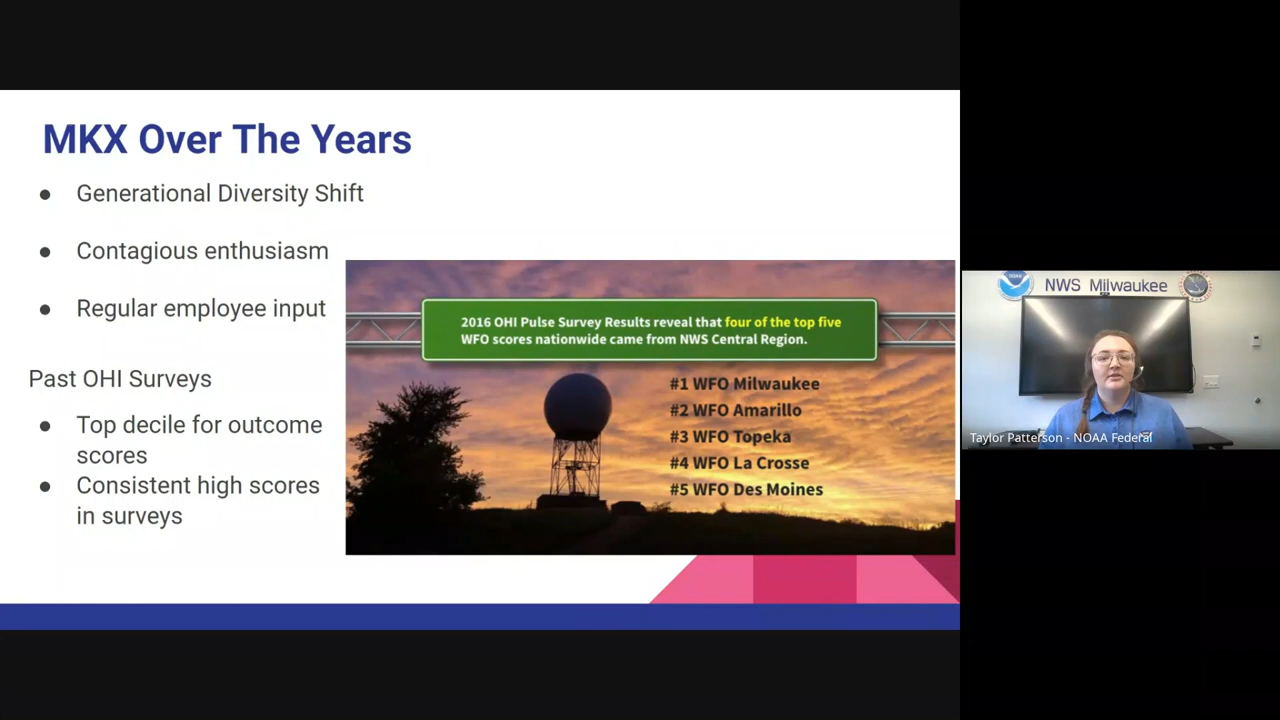 MKX Over The Years
● Generational Diversity Shift
● Contagious enthusiasm
● Regular employee input
Past OHI Surveys
● Top decile for outcome
scores
● Consistent high scores
in surveys
2016 OHI Pulse Survey Results reveal that four of the top five
WFO scores nationwide came from NWS Central Region.
#1 WFO Milwaukee
#2 WFO Amarillo
#3 WFO Topeka
#4 WFO La Crosse
#5 WFO Des Moines
NWS Milwaukee
Taylor Patterson - NOAA Federal